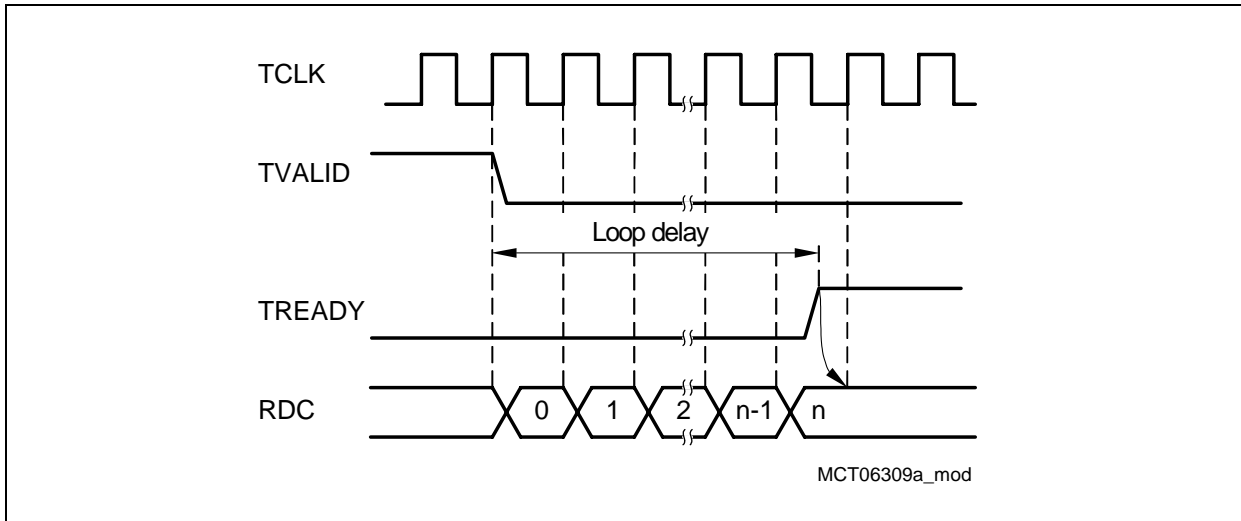 TCLK
TVALID
Loop delay
TREADY
RDC
0 1 2 n-1 n
MCT06309a_mod